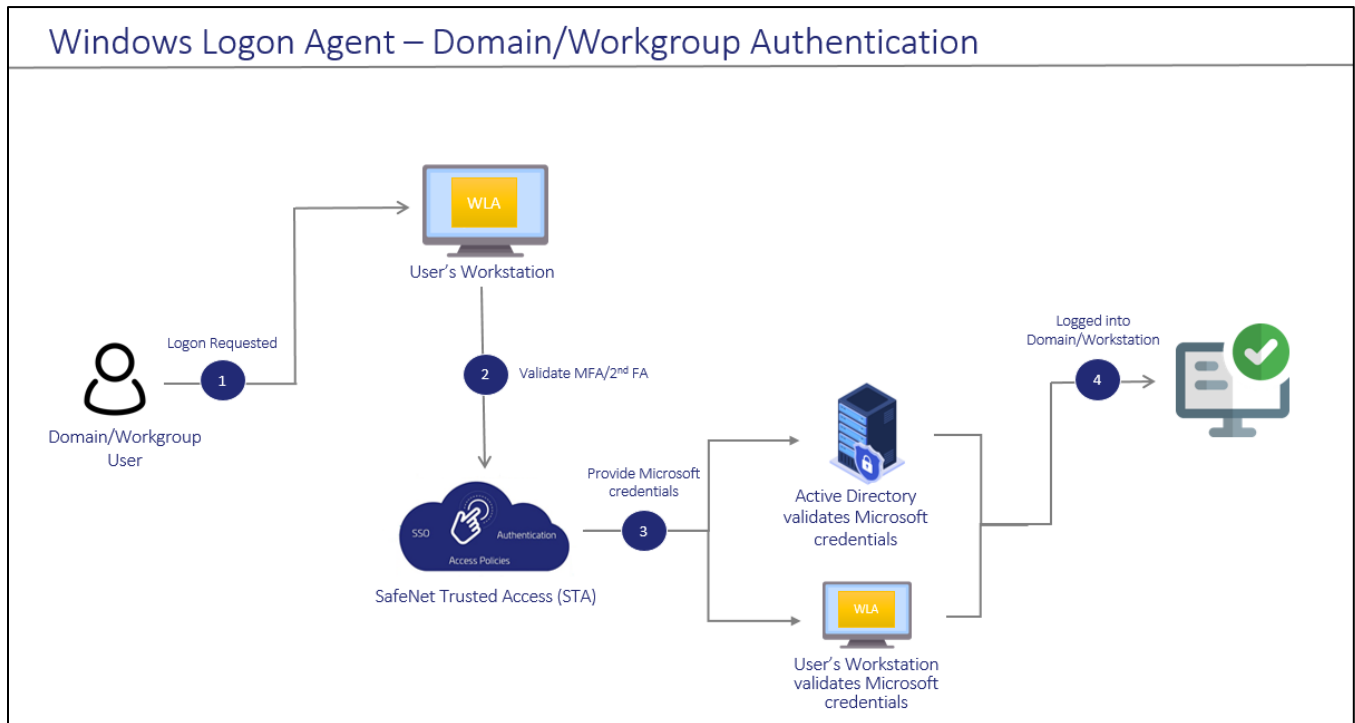 Windows Logon Agent – Domain/Workgroup Authentication
WLA
User's Workstation
Logon Requested
1
Domain/Workgroup
User
2
Validate MFA/2nd FA
SSO
Authentication
Access Policies
SafeNet Trusted Access (STA)
Provide Microsoft
credentials
3
Active Directory
validates Microsoft
credentials
WLA
User's Workstation
validates Microsoft
credentials
Logged into
Domain/Workstation
4